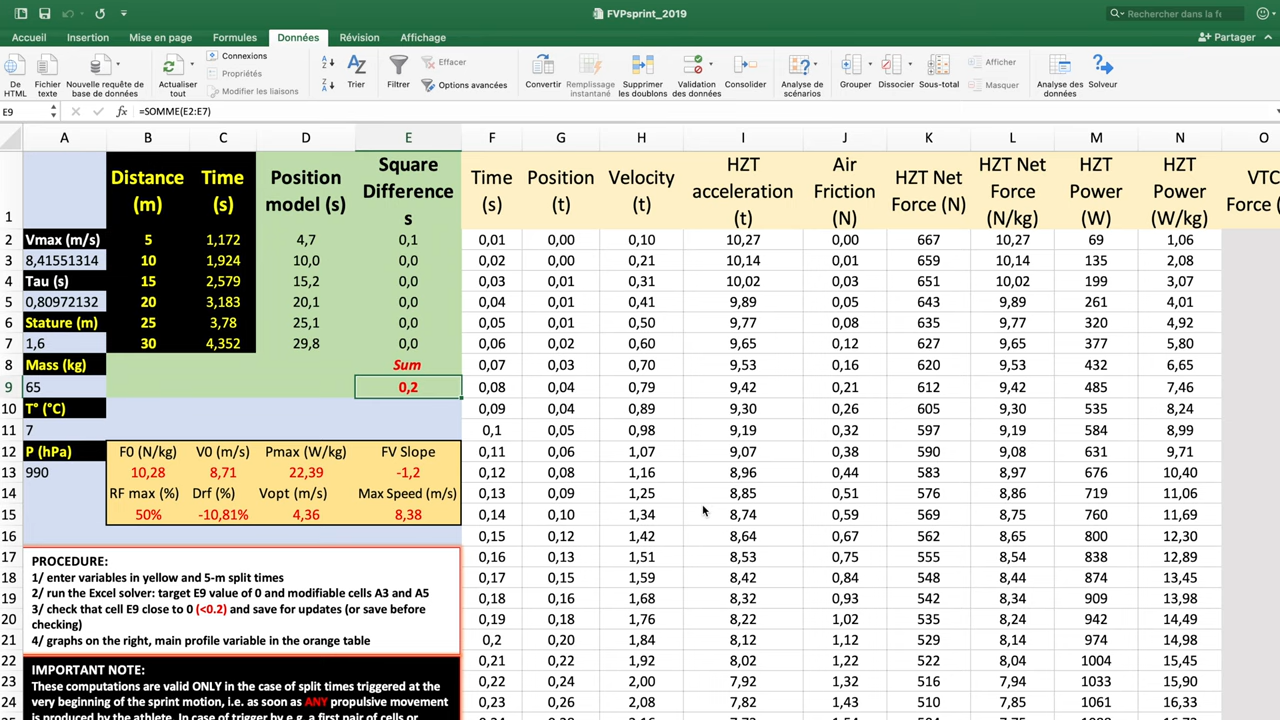 FVPsprint_2019
Rechercher dans la fe
Accueil Insertion Mise en page Formules Données Révision Affichage
Partager
De HTML
Fichier texte
Nouvelle requête de base de données
Actualiser tout
Connexions
Propriétés
Modifier les liaisons
Trier
Filtrer
Effacer
Options avancées
Convertir
Remplissage instantané
Supprimer les doublons
Validation des données
Consolider
Analyse de scénarios
Grouper
Dissocier
Sous-total
Afficher
Masquer
Analyse des données
Solveur
E9 fx =SOMME(E2:E7)
A B C D E F G H I J K L M N O
1 Distance (m) Time (s) Position model (s) Square Difference s Time (s) Position (t) Velocity (t) HZT acceleration (t) Air Friction (N) HZT Net Force (N) HZT Net Force (N/kg) HZT Power (W) HZT Power (W/kg) VTC Force (
2 Vmax (m/s) 5 1,172 4,7 0,1 0,01 0,00 0,10 10,27 0,00 667 10,27 69 1,06
3 8,41551314 10 1,924 10,0 0,0 0,02 0,00 0,21 10,14 0,01 659 10,14 135 2,08
4 Tau (s) 15 2,579 15,2 0,0 0,03 0,00 0,31 10,02 0,03 651 10,02 199 3,07
5 0,80972132 20 3,183 20,1 0,0 0,04 0,01 0,41 9,89 0,05 643 9,89 261 4,01
6 Stature (m) 25 3,78 25,1 0,0 0,05 0,01 0,50 9,77 0,08 635 9,77 320 4,92
7 1,6 30 4,352 29,8 0,0 0,06 0,02 0,60 9,65 0,12 627 9,65 377 5,80
8 Mass (kg) Sum 0,07 0,03 0,70 9,53 0,16 620 9,53 432 6,65
9 65 0,2 0,08 0,04 0,79 9,42 0,21 612 9,42 485 7,46
10 T° (°C) 0,09 0,04 0,89 9,30 0,26 605 9,30 535 8,24
11 7 0,1 0,05 0,98 9,19 0,32 597 9,19 584 8,99
12 P (hPa) F0 (N/kg) V0 (m/s) Pmax (W/kg) FV Slope 0,11 0,06 1,07 9,07 0,38 590 9,08 631 9,71
13 990 10,28 8,71 22,39 -1,2 0,12 0,08 1,16 8,96 0,44 583 8,97 676 10,40
14 RF max (%) Drf (%) Vopt (m/s) Max Speed (m/s) 0,13 0,09 1,25 8,85 0,51 576 8,86 719 11,06
15 50% -10,81% 4,36 8,38 0,14 0,10 1,34 8,74 0,59 569 8,75 760 11,69
16 0,15 0,12 1,42 8,64 0,67 562 8,65 800 12,30
17 0,16 0,13 1,51 8,53 0,75 555 8,54 838 12,89
18 0,17 0,15 1,59 8,42 0,84 548 8,44 874 13,45
19 0,18 0,16 1,68 8,32 0,93 542 8,34 909 13,98
20 0,19 0,18 1,76 8,22 1,02 535 8,24 942 14,49
21 0,2 0,20 1,84 8,12 1,12 529 8,14 974 14,98
22 0,21 0,22 1,92 8,02 1,22 522 8,04 1004 15,45
23 0,22 0,24 2,00 7,92 1,32 516 7,94 1033 15,90
24 0,23 0,26 2,08 7,82 1,43 510 7,85 1061 16,33
PROCEDURE:
1/ enter variables in yellow and 5-m split times
2/ run the Excel solver: target E9 value of 0 and modifiable cells A3 and A5
3/ check that cell E9 close to 0 (<0.2) and save for updates (or save before
checking)
4/ graphs on the right, main profile variable in the orange table
IMPORTANT NOTE:
These computations are valid ONLY in the case of split times triggered at the
very beginning of the sprint motion, i.e. as soon as ANY propulsive movement
is produced by the athlete. In case of trigger by e.g. a first pair of cells or